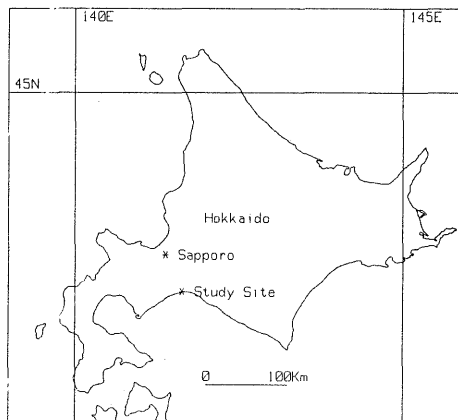 140E 145E
45N
Hokkaido
* Sapporo
* Study Site
0 100Km